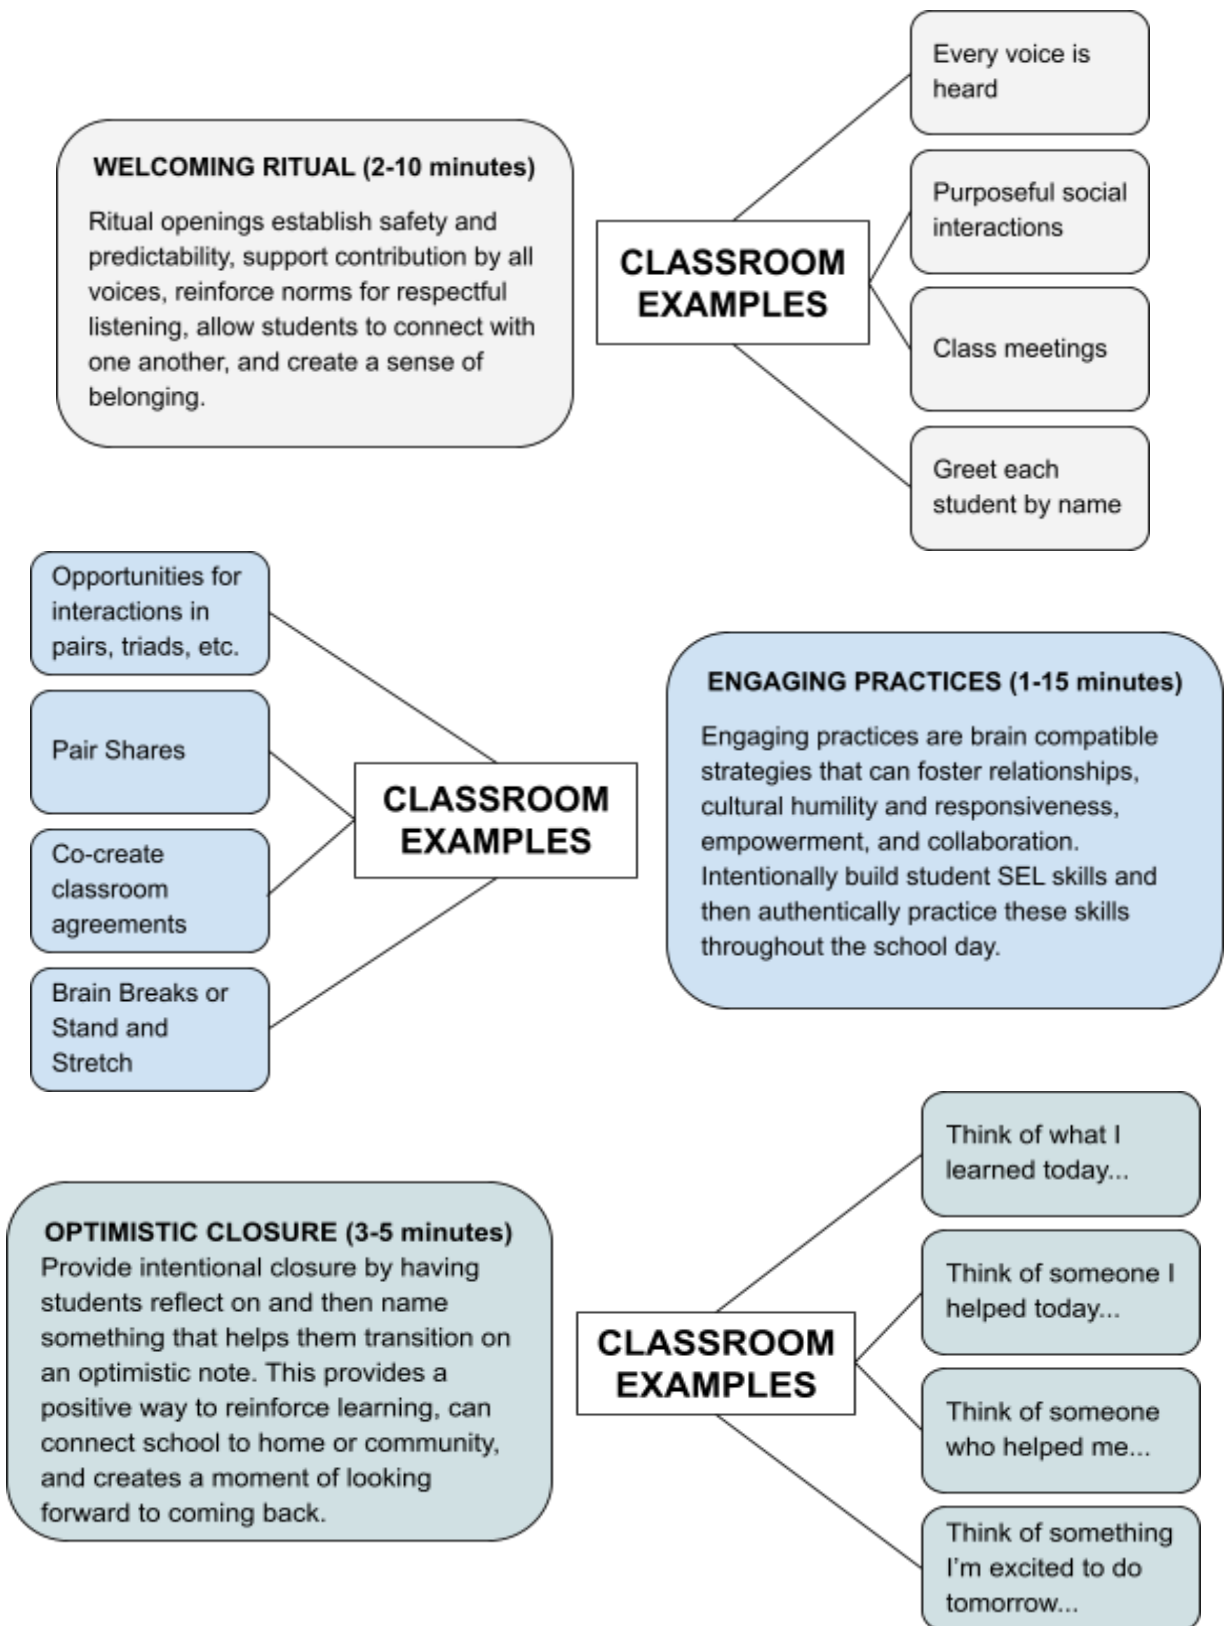 WELCOMING RITUAL (2-10 minutes)
Ritual openings establish safety and
predictability, support contribution by all
voices, reinforce norms for respectful
listening, allow students to connect with
one another, and create a sense of
belonging.
CLASSROOM
EXAMPLES
Every voice is
heard
Purposeful social
interactions
Class meetings
Greet each
student by name
Opportunities for
interactions in
pairs, triads, etc.
Pair Shares
Co-create
classroom
agreements
Brain Breaks or
Stand and
Stretch
CLASSROOM
EXAMPLES
ENGAGING PRACTICES (1-15 minutes)
Engaging practices are brain compatible
strategies that can foster relationships,
cultural humility and responsiveness,
empowerment, and collaboration.
Intentionally build student SEL skills and
then authentically practice these skills
throughout the school day.
OPTIMISTIC CLOSURE (3-5 minutes)
Provide intentional closure by having
students reflect on and then name
something that helps them transition on
an optimistic note. This provides a
positive way to reinforce learning, can
connect school to home or community,
and creates a moment of looking
forward to coming back.
CLASSROOM
EXAMPLES
Think of what I
learned today...
Think of someone I
helped today...
Think of someone
who helped me...
Think of something
I'm excited to do
tomorrow...